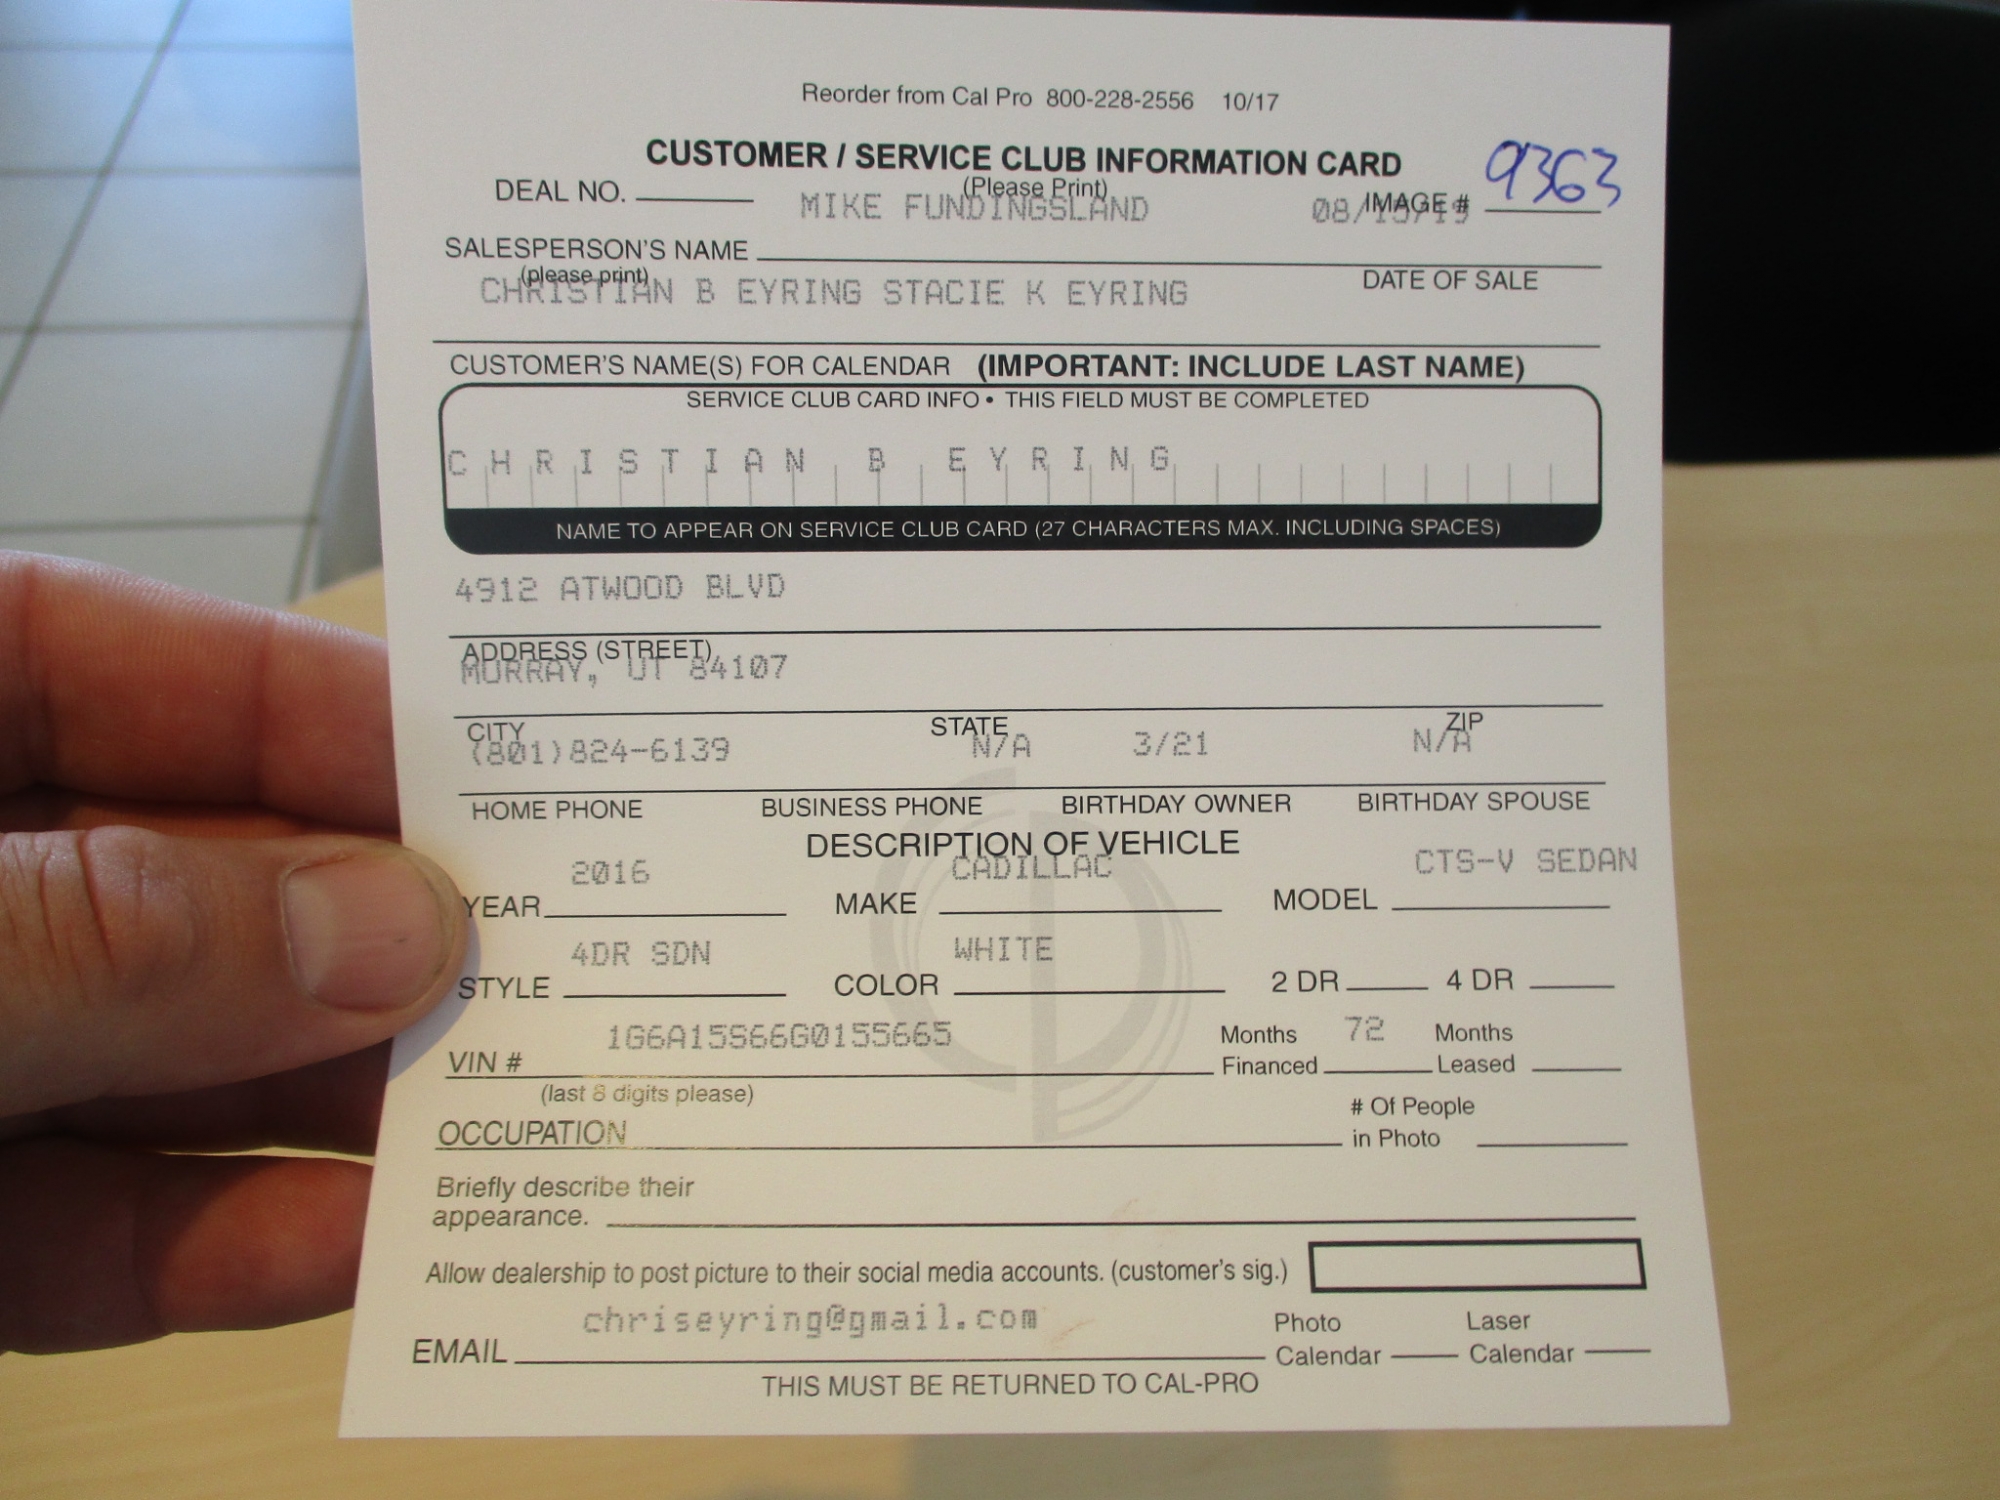 Reorder from Cal Pro 800-228-2556 10/17
CUSTOMER / SERVICE CLUB INFORMATION CARD
9363
(Please Print)
DEAL NO. MIKE FUNDINGSLAND IMAGE #
SALESPERSON'S NAME
(please print) DATE OF SALE
CHRISTIAN B EYRING STACIE K EYRING
CUSTOMER'S NAME(S) FOR CALENDAR (IMPORTANT: INCLUDE LAST NAME)
SERVICE CLUB CARD INFO • THIS FIELD MUST BE COMPLETED
CHRISTIAN B EYRING
NAME TO APPEAR ON SERVICE CLUB CARD (27 CHARACTERS MAX. INCLUDING SPACES)
4912 ATWOOD BLVD
ADDRESS (STREET)
MURRAY, UT 84107
CITY STATE ZIP
(801)824-6139 N/A 3/21 N/A
HOME PHONE BUSINESS PHONE BIRTHDAY OWNER BIRTHDAY SPOUSE
DESCRIPTION OF VEHICLE
2016 CADILLAC CTS-V SEDAN
YEAR MAKE MODEL
4DR SDN WHITE
STYLE COLOR 2 DR 4 DR
1G6A15S66G0155665 Months 72 Months
VIN # Financed Leased
(last 8 digits please)
# Of People
OCCUPATION in Photo
Briefly describe their
appearance.
Allow dealership to post picture to their social media accounts. (customer's sig.)
chriseyring@gmail.com Photo Laser
EMAIL Calendar Calendar
THIS MUST BE RETURNED TO CAL-PRO